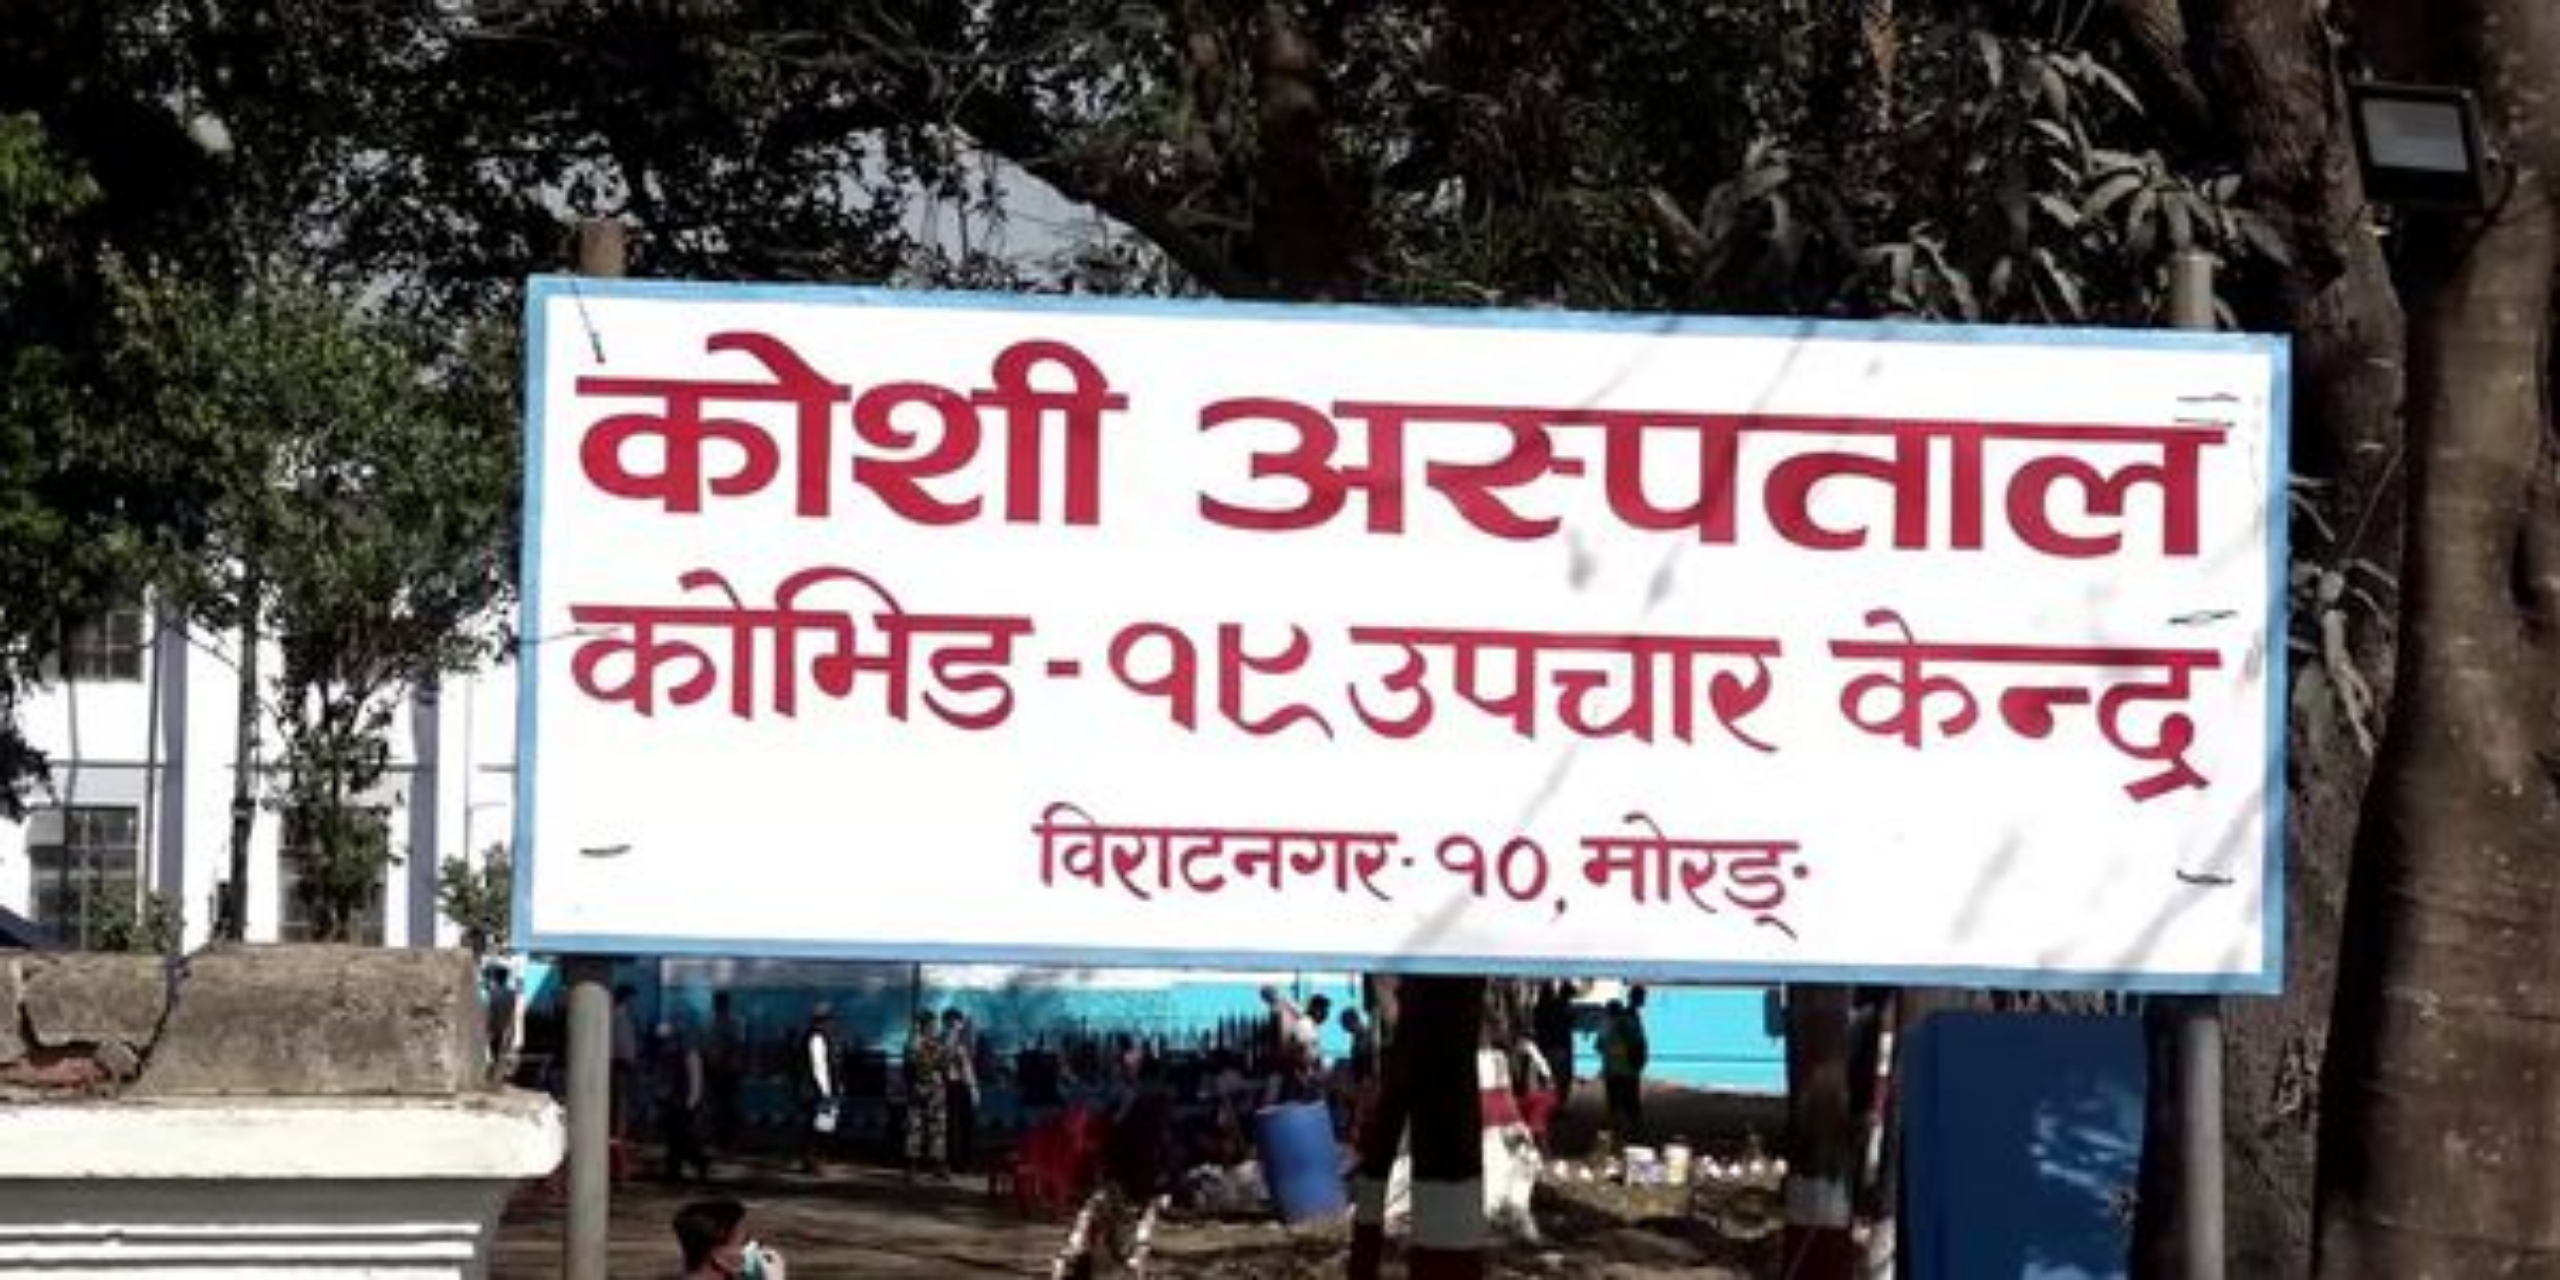 कोशी अस्पताल
कोभिड-१९ उपचार केन्द्र
विराटनगर-१०, मोरङ्ग